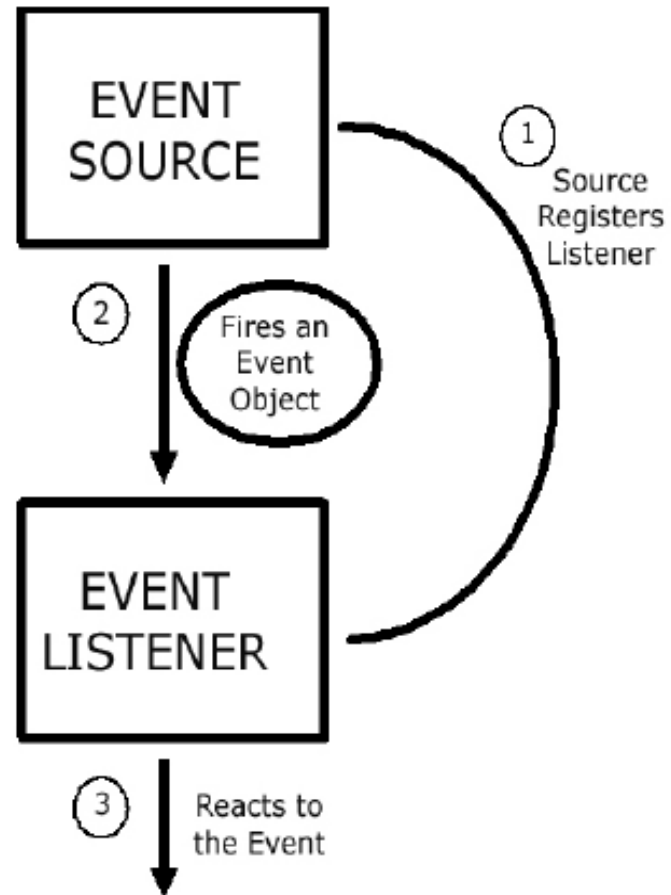 EVENT
SOURCE
1
Source
Registers
Listener
2
Fires an
Event
Object
EVENT
LISTENER
3
Reacts to
the Event